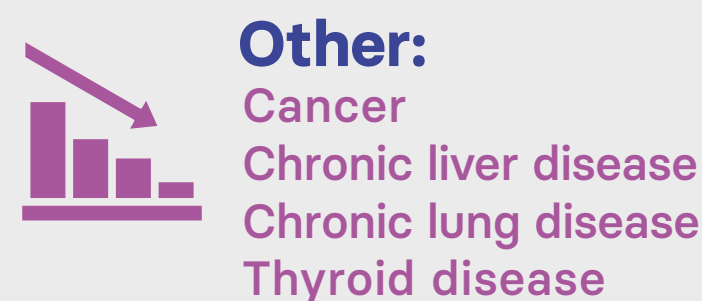 Other:
Cancer
Chronic liver disease
Chronic lung disease
Thyroid disease